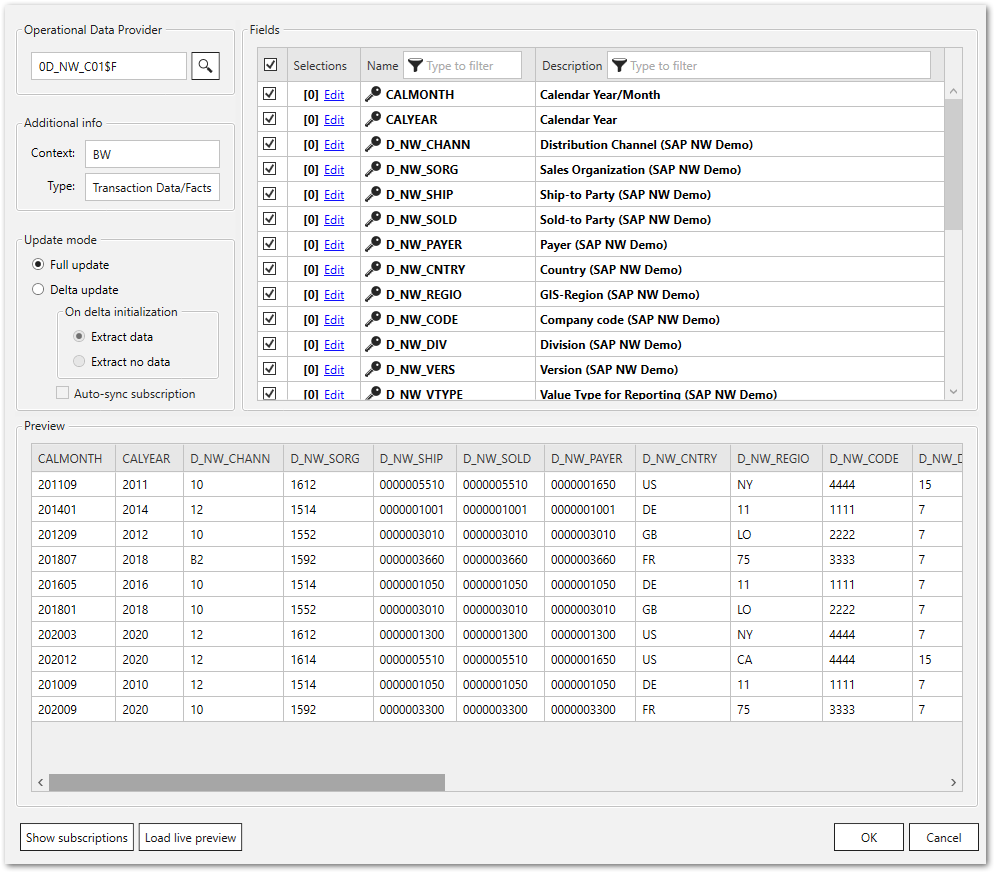 Operational Data Provider
0D_NW_C01$F
Additional info
Context: BW
Type: Transaction Data/Facts
Update mode
Full update
Delta update
On delta initialization
Extract data
Extract no data
Auto-sync subscription
Fields
Selections Name Type to filter Description Type to filter
[0] Edit CALMONTH Calendar Year/Month
[0] Edit CALYEAR Calendar Year
[0] Edit D_NW_CHANN Distribution Channel (SAP NW Demo)
[0] Edit D_NW_SORG Sales Organization (SAP NW Demo)
[0] Edit D_NW_SHIP Ship-to Party (SAP NW Demo)
[0] Edit D_NW_SOLD Sold-to Party (SAP NW Demo)
[0] Edit D_NW_PAYER Payer (SAP NW Demo)
[0] Edit D_NW_CNTRY Country (SAP NW Demo)
[0] Edit D_NW_REGIO GIS-Region (SAP NW Demo)
[0] Edit D_NW_CODE Company code (SAP NW Demo)
[0] Edit D_NW_DIV Division (SAP NW Demo)
[0] Edit D_NW_VERS Version (SAP NW Demo)
[0] Edit D_NW_VTYPE Value Type for Reporting (SAP NW Demo)
Preview
CALMONTH CALYEAR D_NW_CHANN D_NW_SORG D_NW_SHIP D_NW_SOLD D_NW_PAYER D_NW_CNTRY D_NW_REGIO D_NW_CODE D_NW_D
201109 2011 10 1612 0000005510 0000005510 0000001650 US NY 4444 15
201401 2014 12 1514 0000001001 0000001001 0000001001 DE 11 1111 7
201209 2012 10 1552 0000003010 0000003010 0000003010 GB LO 2222 7
201807 2018 B2 1592 0000003660 0000003660 0000003660 FR 75 3333 7
201605 2016 10 1514 0000001050 0000001050 0000001050 DE 11 1111 7
201801 2018 10 1552 0000003010 0000003010 0000003010 GB LO 2222 7
202003 2020 12 1612 0000001300 0000001300 0000001300 US NY 4444 7
202012 2020 12 1614 0000005510 0000005510 0000001650 US CA 4444 15
201009 2010 12 1514 0000001050 0000001050 0000001050 DE 11 1111 7
202009 2020 10 1592 0000003300 0000003300 0000003300 FR 75 3333 7
Show subscriptions Load live preview OK Cancel